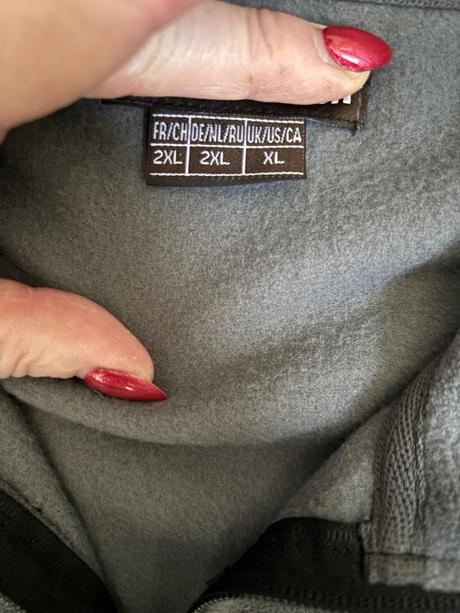 FR/CH DE/NL/RU UK/US/CA
2XL 2XL XL